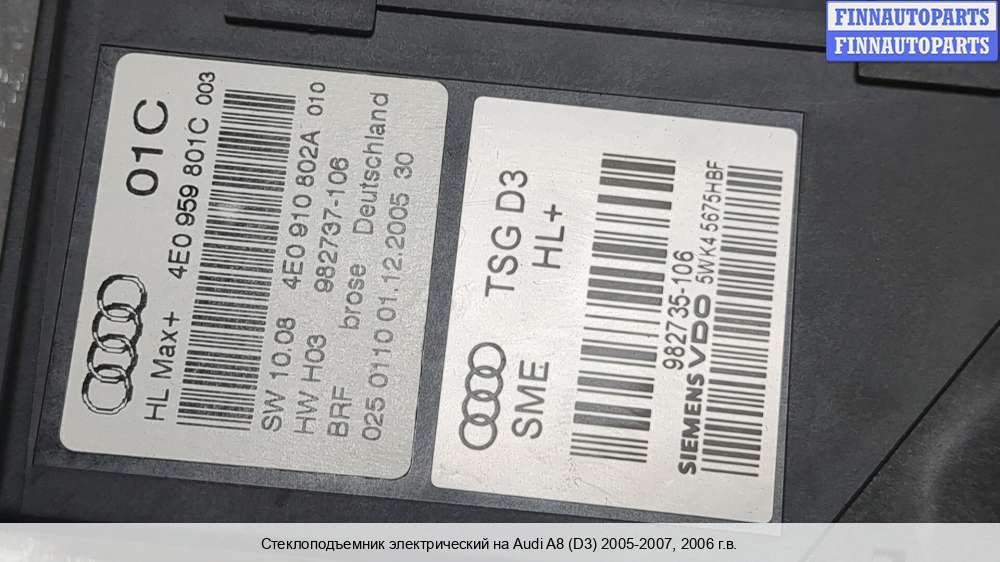 FINNAUTOPARTS
FINNAUTOPARTS
01C
HL Max+ 4E0 959 801C 003
SW 10.08 4E0 910 802A 010
HW H03 982737-106
BRF brose Deutschland
025 0110 01.12.2005 30
TSG D3
SME HL+
982735-106
SIEMENS VDO 5WK45675HBF
Стеклоподъемник электрический на Audi A8 (D3) 2005-2007, 2006 г.в.